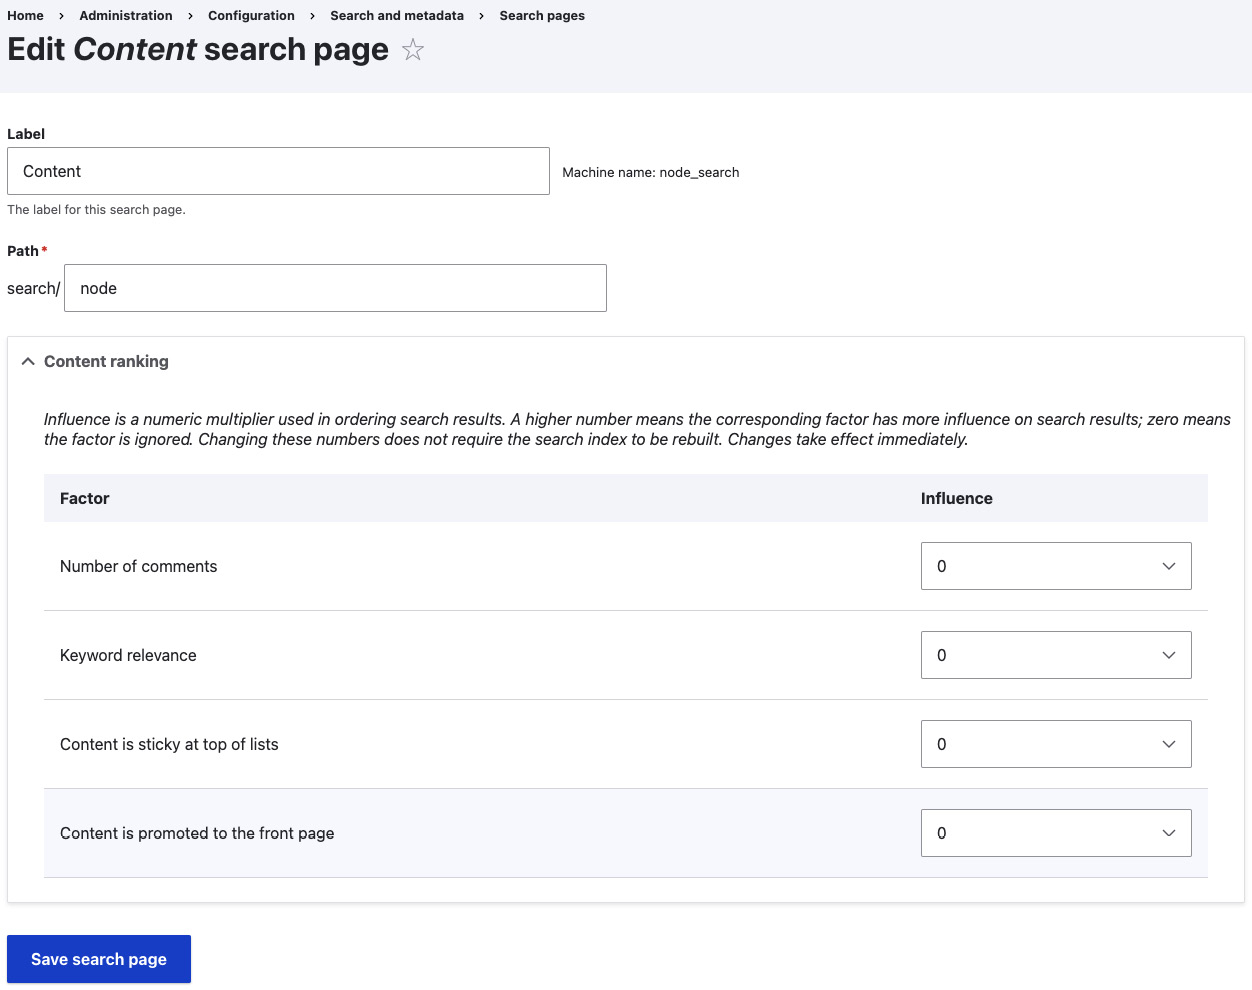 Home > Administration > Configuration > Search and metadata > Search pages
Edit Content search page ☆
Label
Content
Machine name: node_search
The label for this search page.
Path*
search/ node
Content ranking
Influence is a numeric multiplier used in ordering search results. A higher number means the corresponding factor has more influence on search results; zero means
the factor is ignored. Changing these numbers does not require the search index to be rebuilt. Changes take effect immediately.
Factor Influence
Number of comments 0
Keyword relevance 0
Content is sticky at top of lists 0
Content is promoted to the front page 0
Save search page